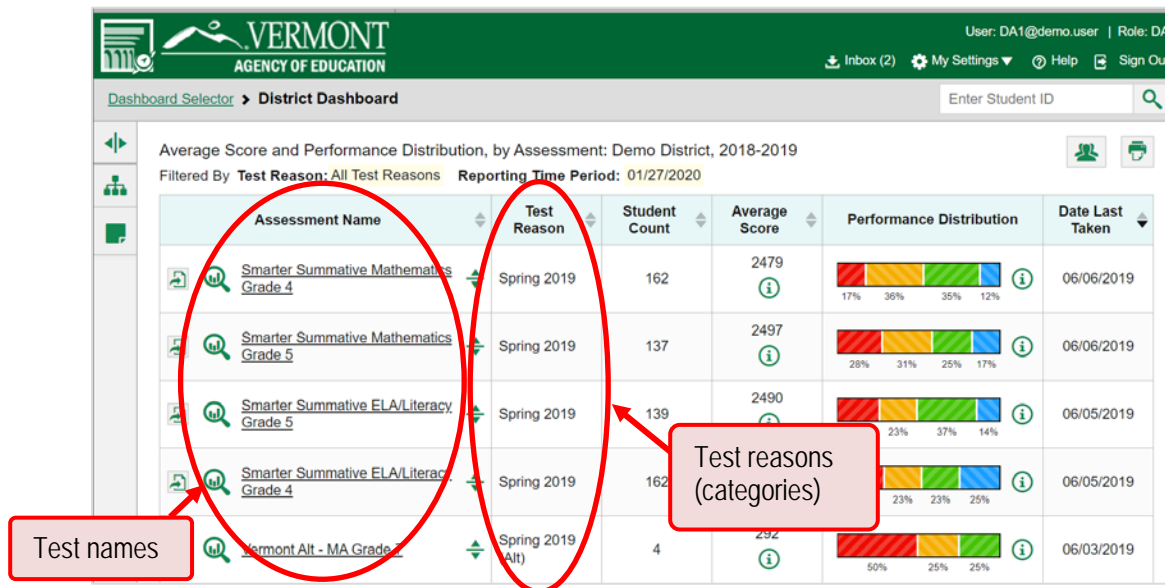 VERMONT
AGENCY OF EDUCATION
User: DA1@demo.user | Role: DA
Inbox (2) My Settings Help Sign Ou
Dashboard Selector > District Dashboard
Enter Student ID
Average Score and Performance Distribution, by Assessment: Demo District, 2018-2019
Filtered By Test Reason: All Test Reasons Reporting Time Period: 01/27/2020
Assessment Name Test Reason Student Count Average Score Performance Distribution Date Last Taken
Smarter Summative Mathematics Grade 4 Spring 2019 162 2479 17% 36% 35% 12% 06/06/2019
Smarter Summative Mathematics Grade 5 Spring 2019 137 2497 28% 31% 25% 17% 06/06/2019
Smarter Summative ELA/Literacy Grade 5 Spring 2019 139 2490 23% 37% 14% 06/05/2019
Smarter Summative ELA/Literacy Grade 4 Spring 2019 162 23% 23% 25% 06/05/2019
Vermont Alt - MA Grade Spring 2019 (Alt) 4 292 50% 25% 25% 06/03/2019
Test reasons
(categories)
Test names